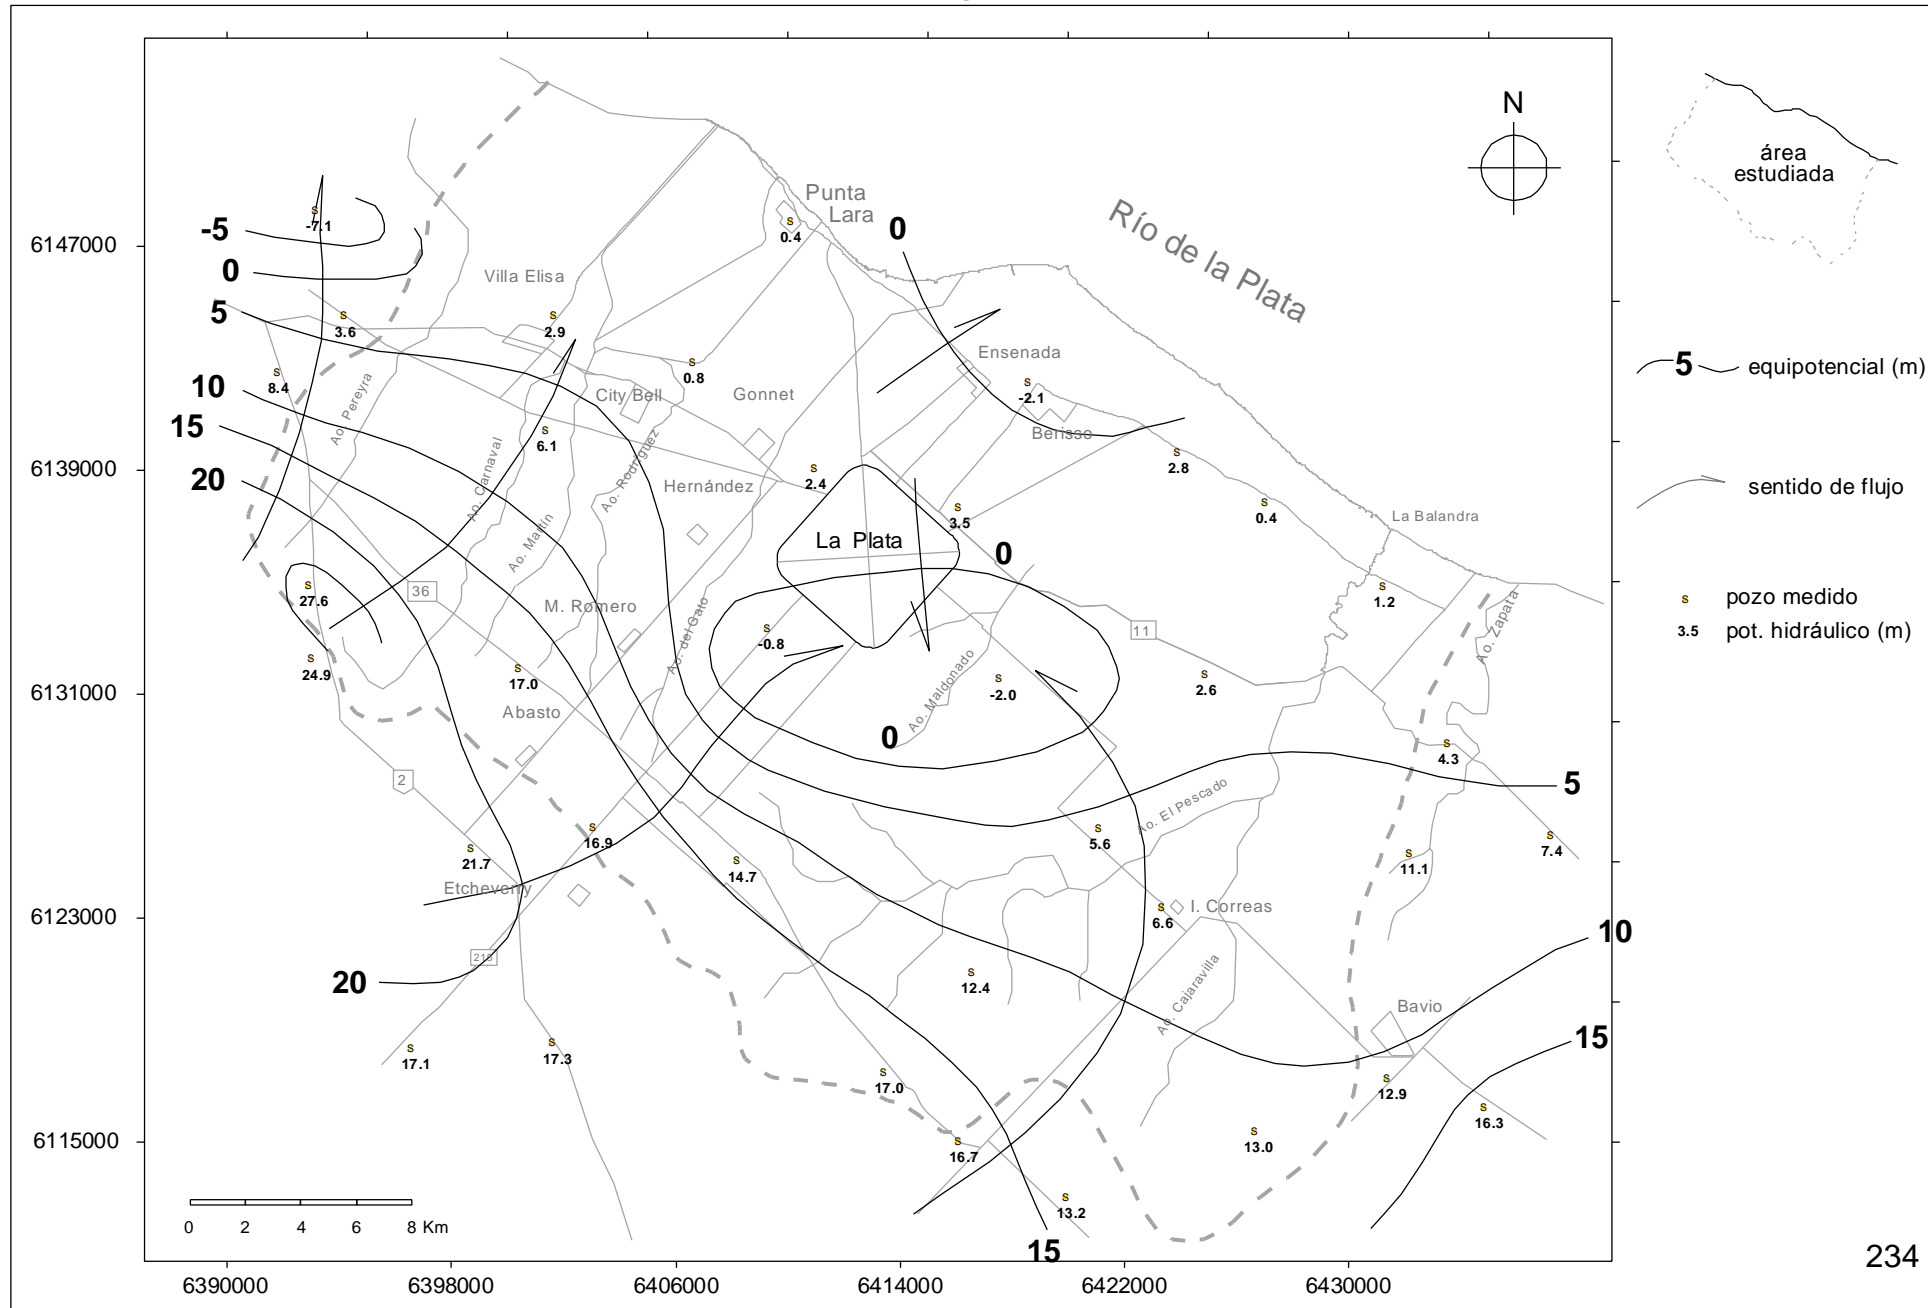 N
Río de la Plata
Punta
Lara
Villa Elisa
Ensenada
City Bell
Gonnet
Berisso
Hernández
La Plata
La Balandra
M. Romero
Abasto
Etcheverry
I. Correas
Bavio
Ao. Pereyra
Ao. Carnaval
Ao. Martín
Ao. Rodríguez
Ao. del Gato
Ao. Maldonado
Ao. El Pescado
Ao. Cajaravilla
Ao. Zapata
36
2
215
11
-5
0
5
10
15
20
0
0
0
5
10
15
15
20
s -7.1
s 0.4
s 3.6
s 2.9
s 8.4
s 0.8
s -2.1
s 6.1
s 2.4
s 2.8
s 3.5
s 0.4
s 27.6
s 1.2
s -0.8
s 24.9
s 17.0
s -2.0
s 2.6
s 4.3
s 16.9
s 5.6
s 7.4
s 21.7
s 14.7
s 11.1
s 6.6
s 12.4
s 17.1
s 17.3
s 17.0
s 12.9
s 16.3
s 13.0
s 16.7
s 13.2
6147000
6139000
6131000
6123000
6115000
0 2 4 6 8 Km
6390000 6398000 6406000 6414000 6422000 6430000
área
estudiada
5 equipotencial (m)
sentido de flujo
s pozo medido
3.5 pot. hidráulico (m)
234